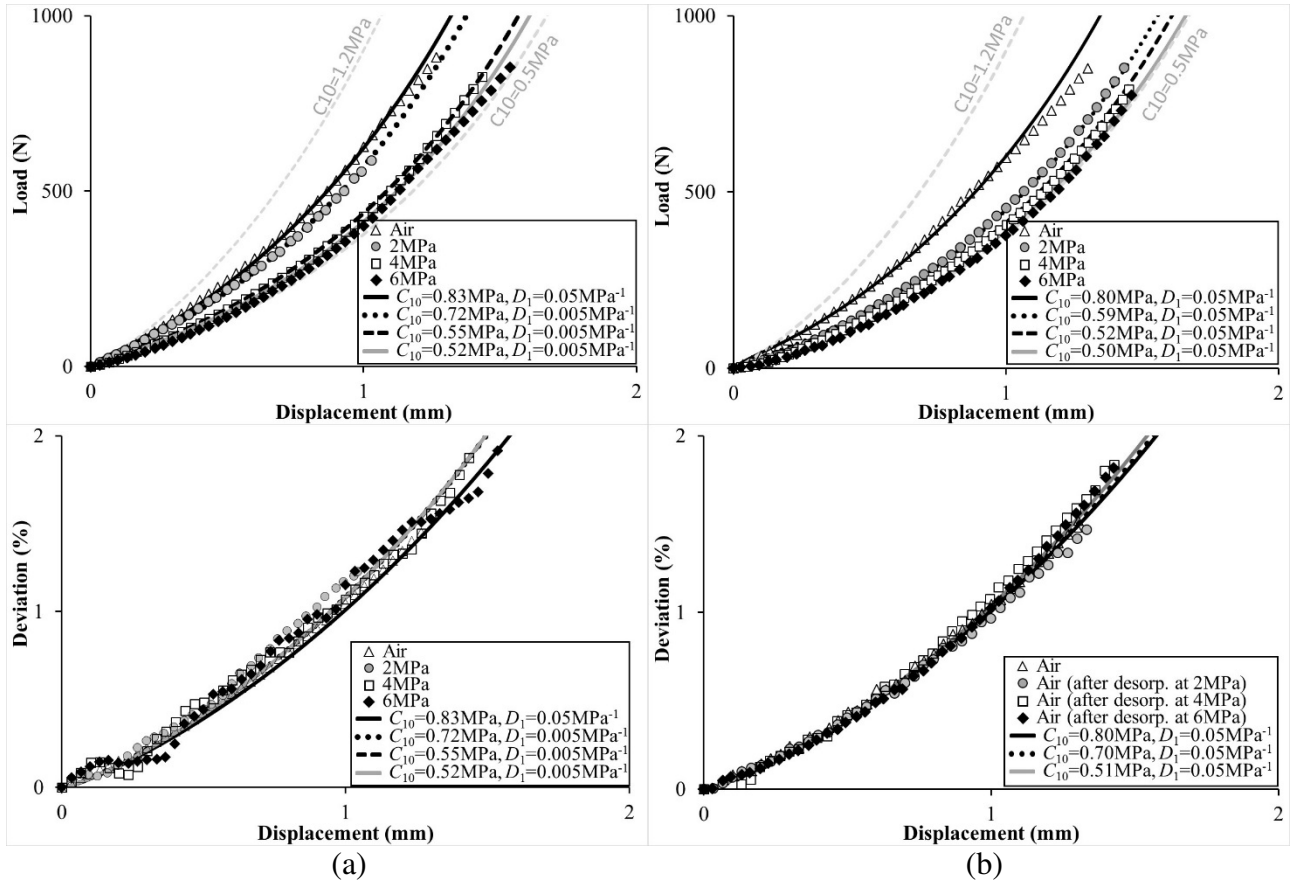 1000
500
0
Load (N)
C10=1.2MPa
C10=0.5MPa
Air
2MPa
4MPa
6MPa
C10=0.83MPa, D1=0.05MPa-1
C10=0.72MPa, D1=0.005MPa-1
C10=0.55MPa, D1=0.005MPa-1
C10=0.52MPa, D1=0.005MPa-1
0 1 2
Displacement (mm)
1000
500
0
Load (N)
C10=1.2MPa
C10=0.5MPa
Air
2MPa
4MPa
6MPa
C10=0.80MPa, D1=0.05MPa-1
C10=0.59MPa, D1=0.05MPa-1
C10=0.52MPa, D1=0.05MPa-1
C10=0.50MPa, D1=0.05MPa-1
0 1 2
Displacement (mm)
2
1
0
Deviation (%)
Air
2MPa
4MPa
6MPa
C10=0.83MPa, D1=0.05MPa-1
C10=0.72MPa, D1=0.005MPa-1
C10=0.55MPa, D1=0.005MPa-1
C10=0.52MPa, D1=0.005MPa-1
0 1 2
Displacement (mm)
2
1
0
Deviation (%)
Air
Air (after desorp. at 2MPa)
Air (after desorp. at 4MPa)
Air (after desorp. at 6MPa)
C10=0.80MPa, D1=0.05MPa-1
C10=0.70MPa, D1=0.05MPa-1
C10=0.51MPa, D1=0.05MPa-1
0 1 2
Displacement (mm)
(a)
(b)